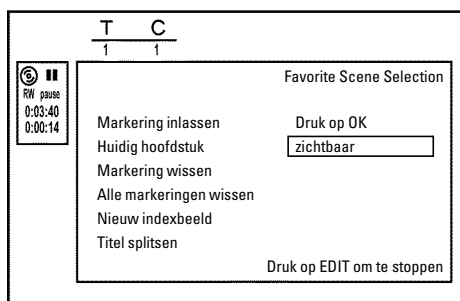 T C
1 1
RW pause
0:03:40
0:00:14
Favorite Scene Selection
Markering inlassen Druk op OK
Huidig hoofdstuk zichtbaar
Markering wissen
Alle markeringen wissen
Nieuw indexbeeld
Titel splitsen
Druk op EDIT om te stoppen